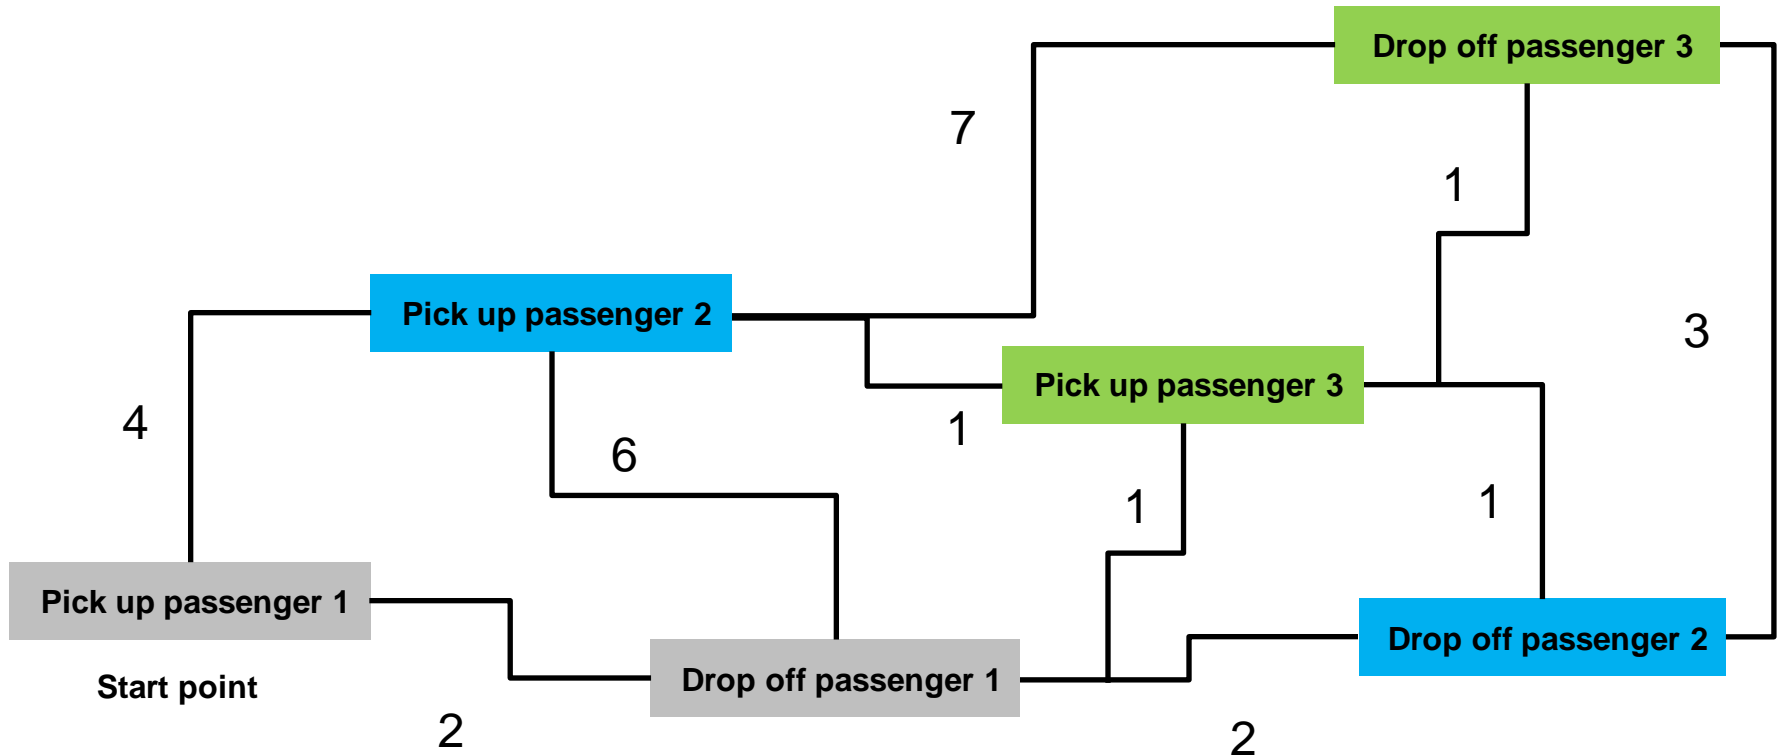 Drop off passenger 3
7
1
Pick up passenger 2
3
Pick up passenger 3
4
1
6
1
1
Pick up passenger 1
Drop off passenger 2
Start point
Drop off passenger 1
2
2